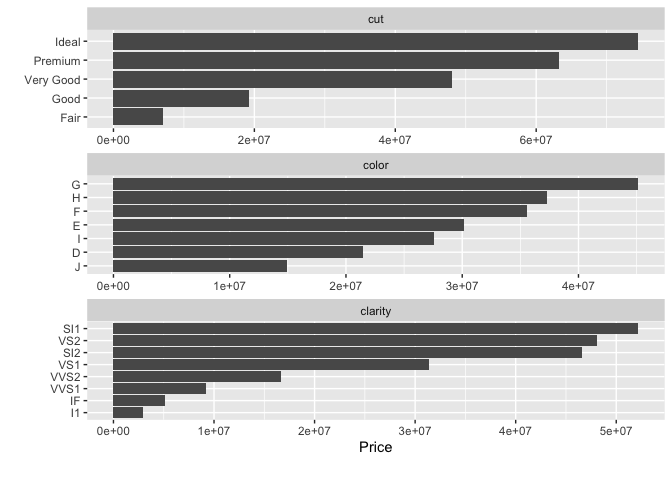 cut
Ideal
Premium
Very Good
Good
Fair
0e+00 2e+07 4e+07 6e+07
color
G
H
F
E
I
D
J
0e+00 1e+07 2e+07 3e+07 4e+07
clarity
SI1
VS2
SI2
VS1
VVS2
VVS1
IF
I1
0e+00 1e+07 2e+07 3e+07 4e+07 5e+07
Price